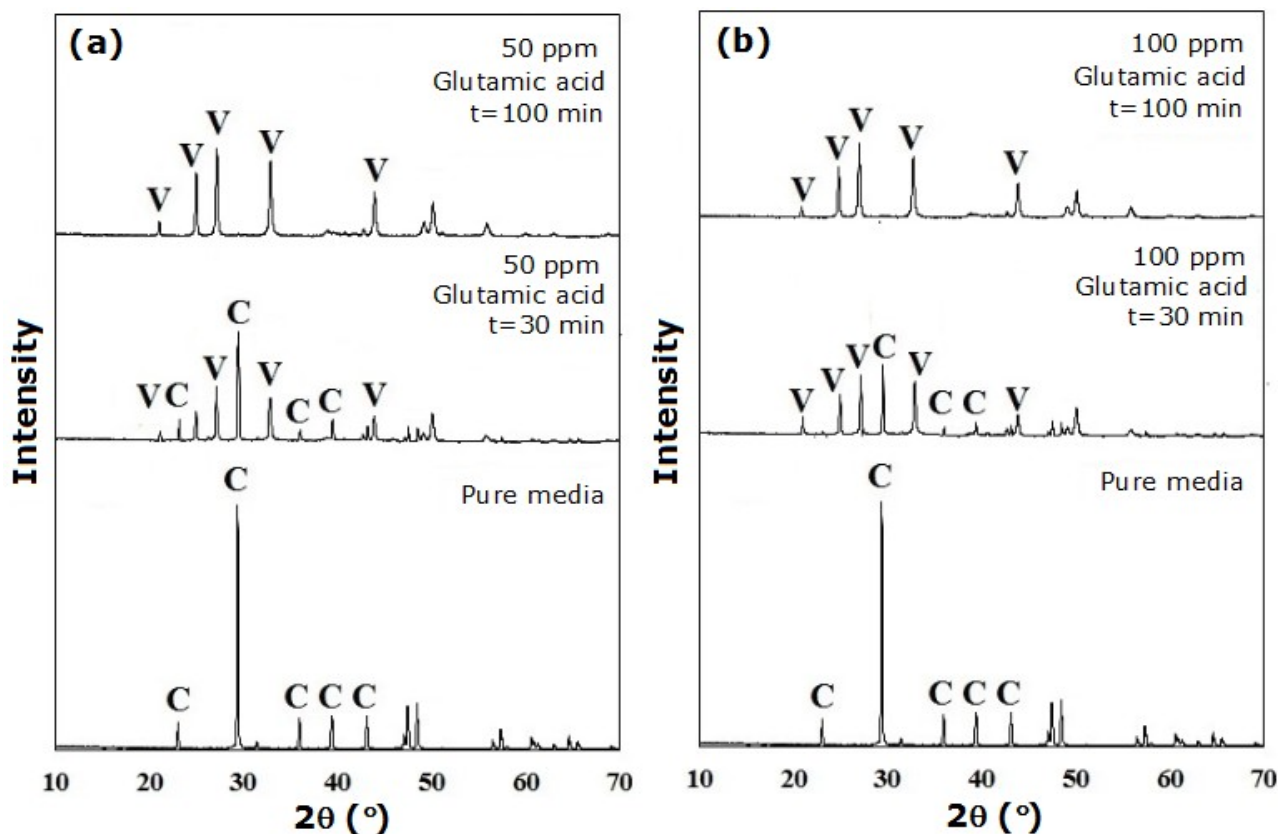 (a)
50 ppm
Glutamic acid
t=100 min
V V V V V
50 ppm
Glutamic acid
t=30 min
C
V C V V C C V
Pure media
C
C C C C
10 20 30 40 50 60 70
2θ (°)
Intensity
(b)
100 ppm
Glutamic acid
t=100 min
V V V V V
100 ppm
Glutamic acid
t=30 min
V V V C V C C V
Pure media
C
C C C C
10 20 30 40 50 60 70
2θ (°)
Intensity